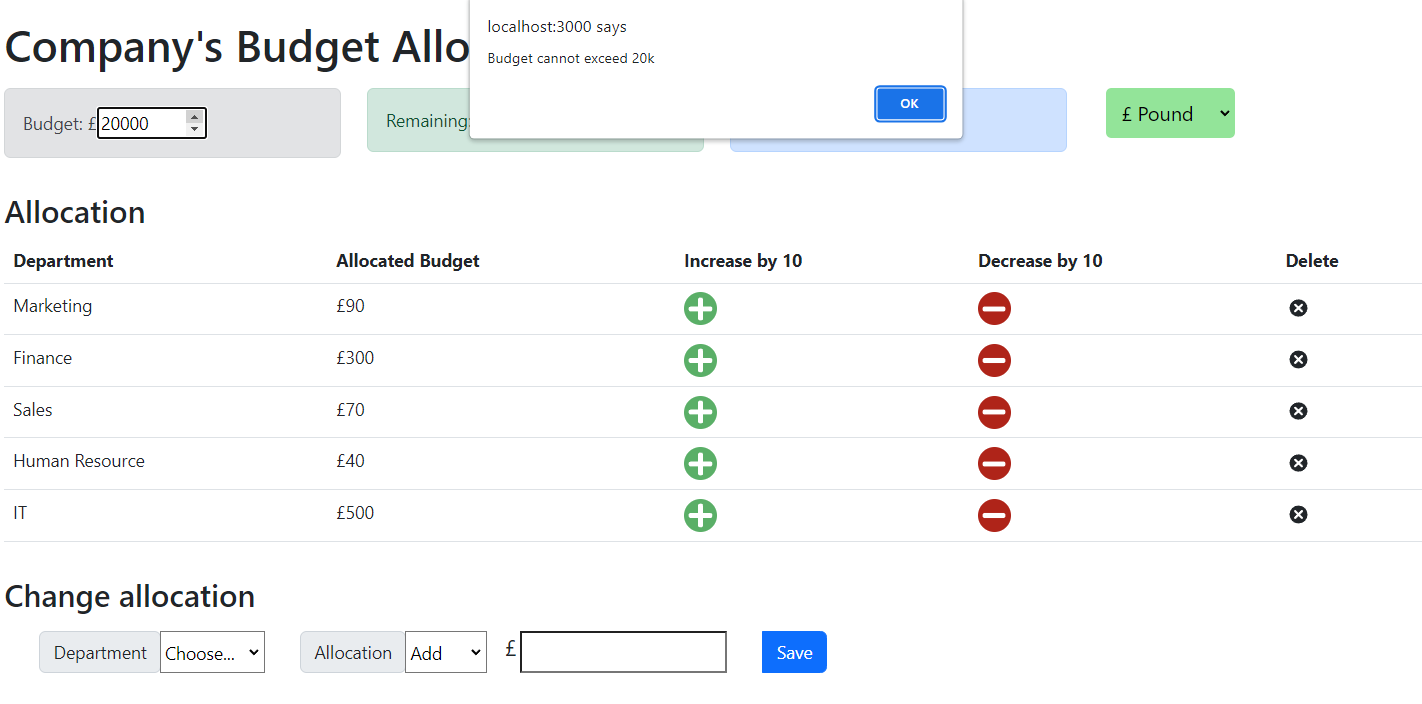 localhost:3000 says
Budget cannot exceed 20k
OK
Company's Budget Allo
Budget: £ 20000
Remaining:
£ Pound
Allocation
Department Allocated Budget Increase by 10 Decrease by 10 Delete
Marketing £90
Finance £300
Sales £70
Human Resource £40
IT £500
Change allocation
Department Choose... Allocation Add £ Save